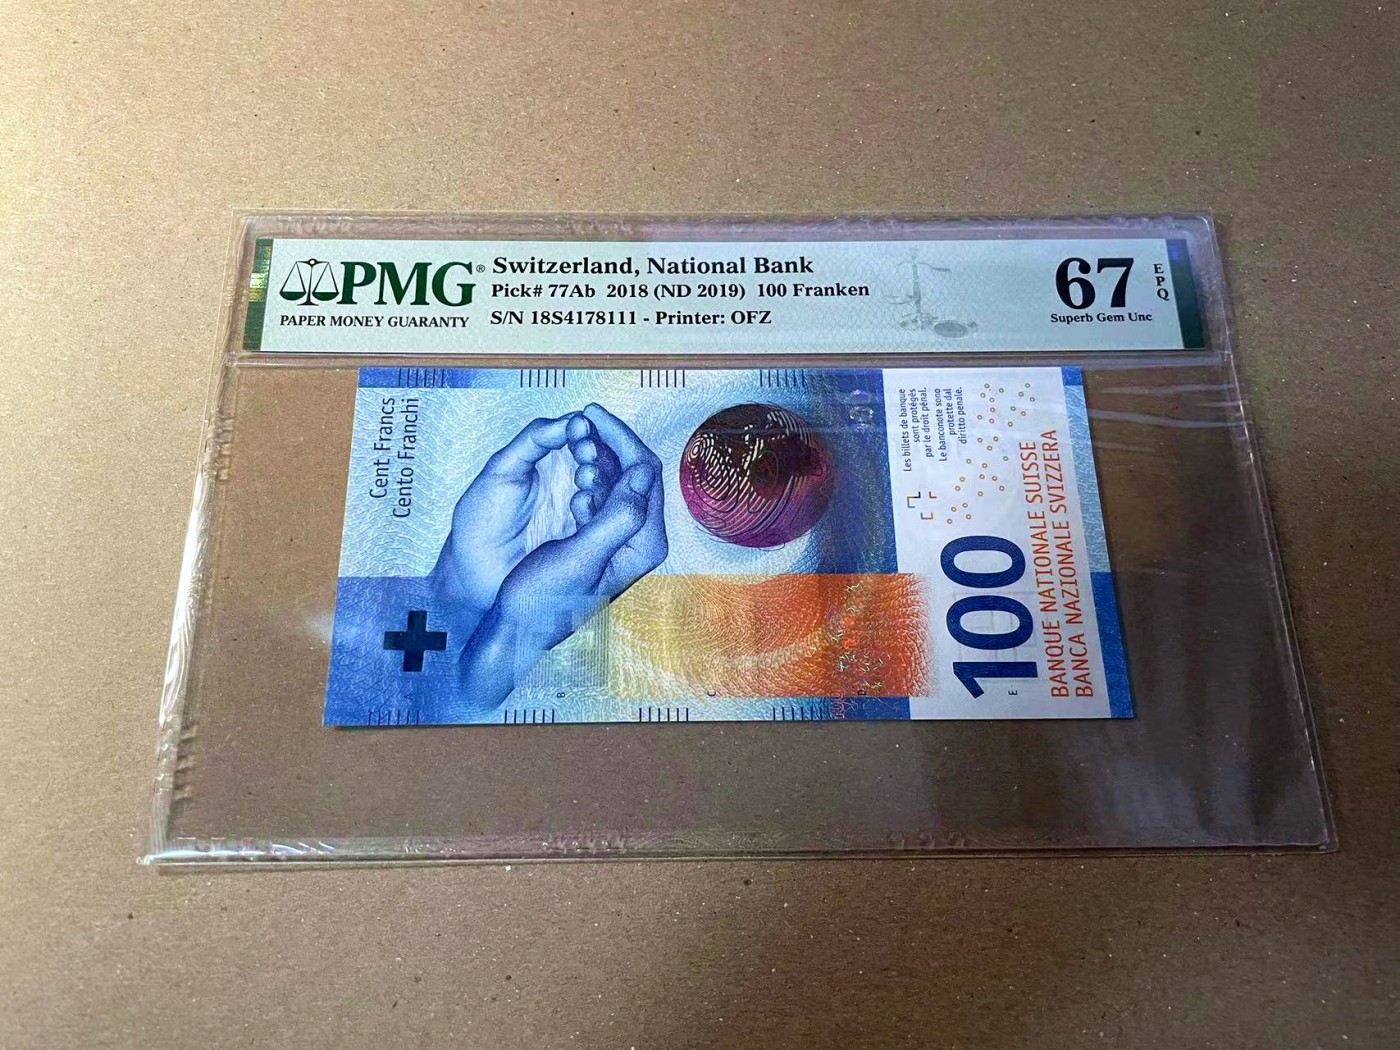 PMG®
PAPER MONEY GUARANTY
Switzerland, National Bank
Pick# 77Ab 2018 (ND 2019) 100 Franken
S/N 18S4178111 - Printer: OFZ
67
EPQ
Superb Gem Unc
Cent Francs
Cento Franchi
Les billets de banque
sont protégés
par le droit pénal.
Le banconote sono
protette dal
diritto penale.
100
BANQUE NATIONALE SUISSE
BANCA NAZIONALE SVIZZERA
B
C
D
E